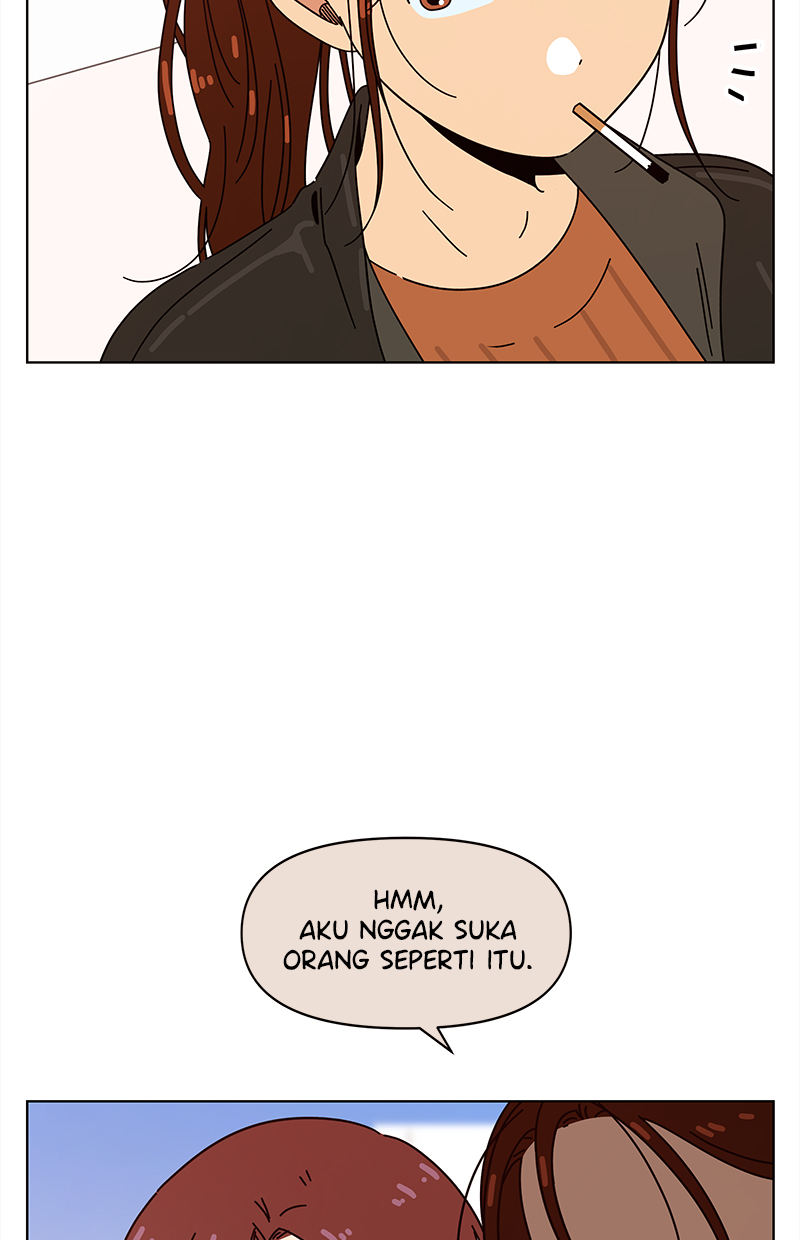 HMM,
AKU NGGAK SUKA
ORANG SEPERTI ITU.